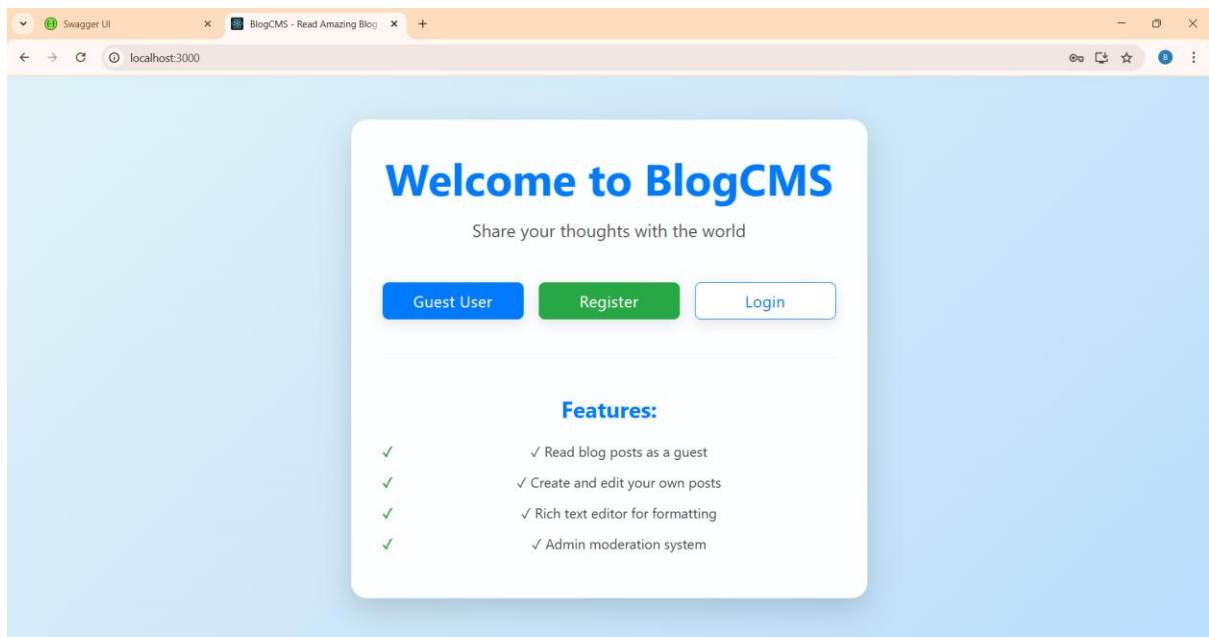 Swagger UI
BlogCMS - Read Amazing Blog
localhost:3000
B
Welcome to BlogCMS
Share your thoughts with the world
Guest User Register Login
Features:
✓ ✓ Read blog posts as a guest
✓ ✓ Create and edit your own posts
✓ ✓ Rich text editor for formatting
✓ ✓ Admin moderation system